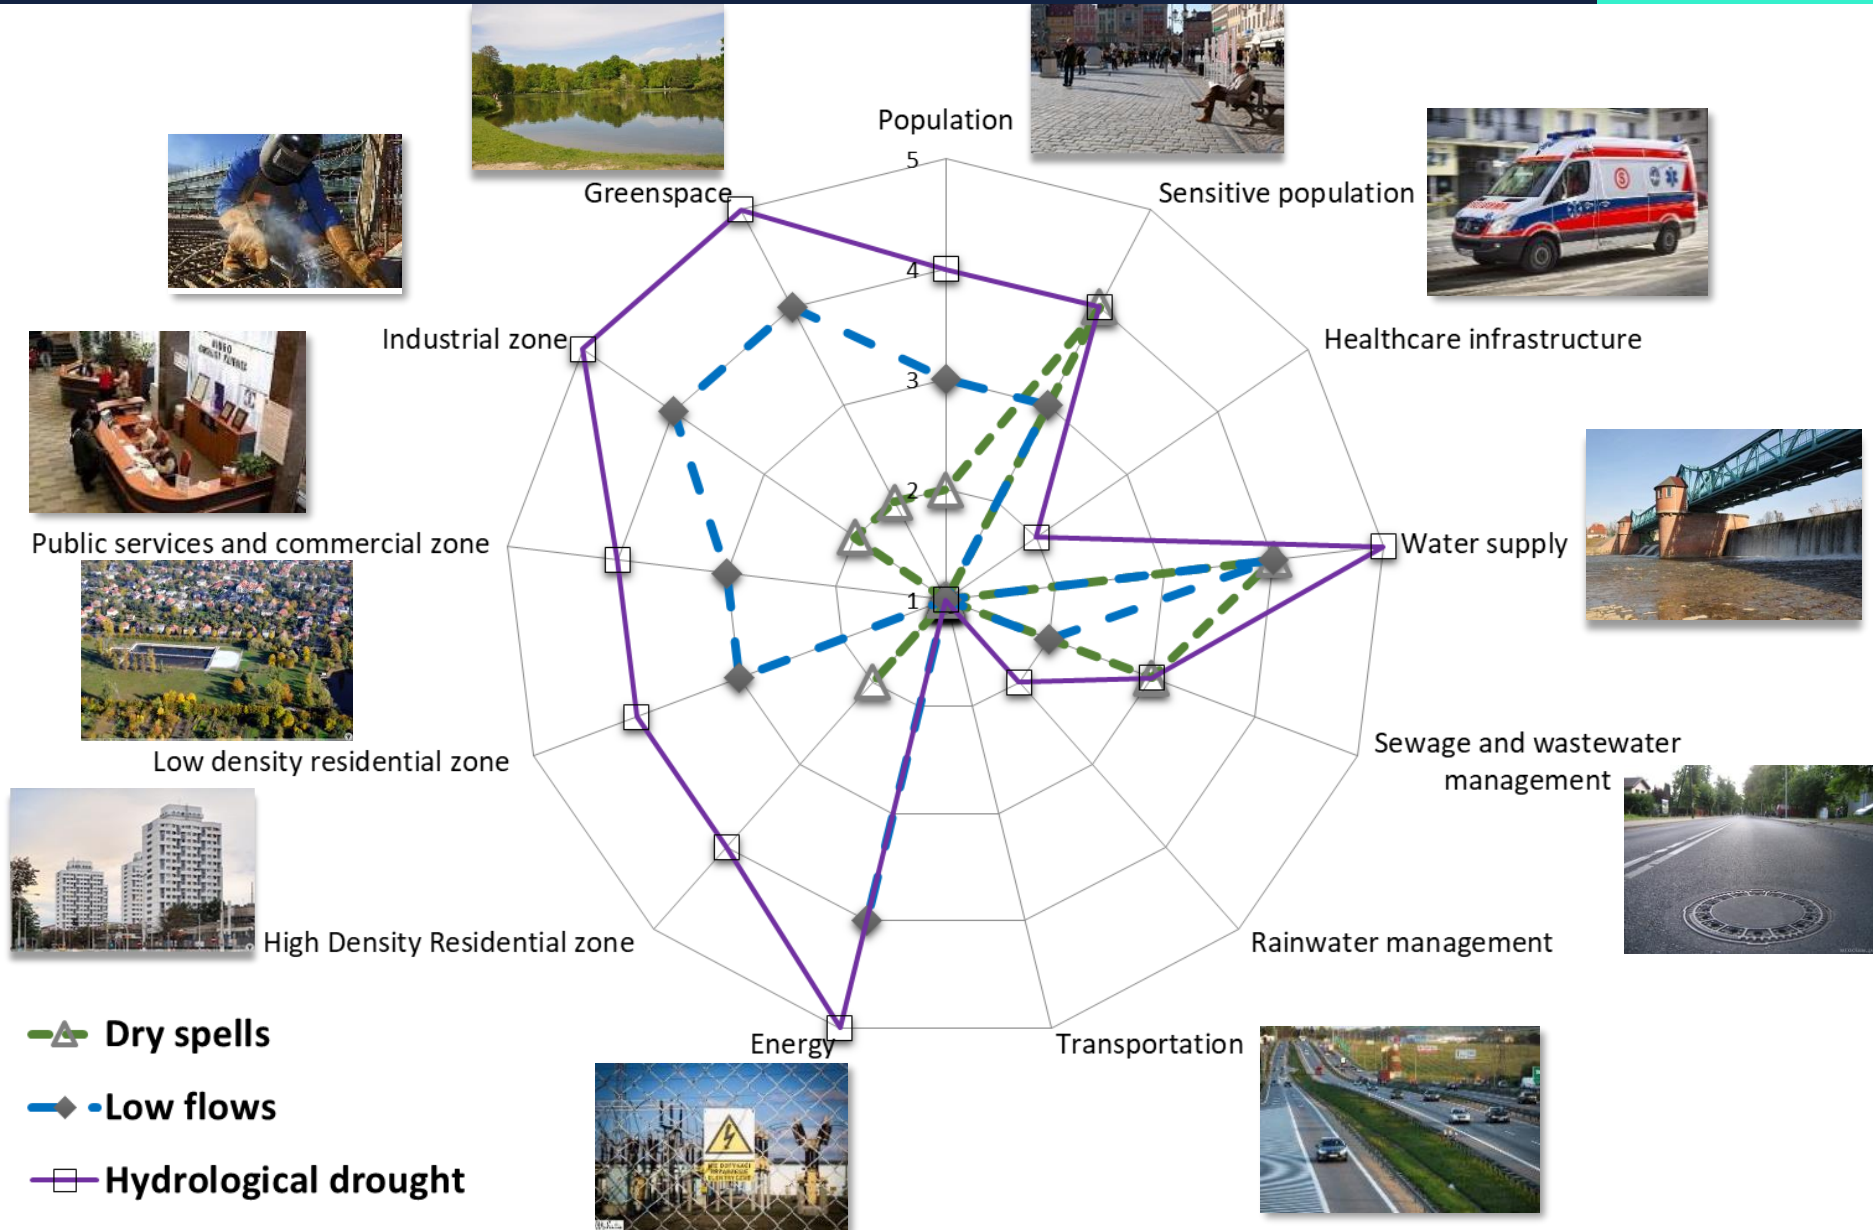 Population
5
Greenspace
Sensitive population
4
Industrial zone
Healthcare infrastructure
3
2
Public services and commercial zone
Water supply
1
Low density residential zone
Sewage and wastewater
management
High Density Residential zone
Rainwater management
Energy
Transportation
Dry spells
Low flows
Hydrological drought